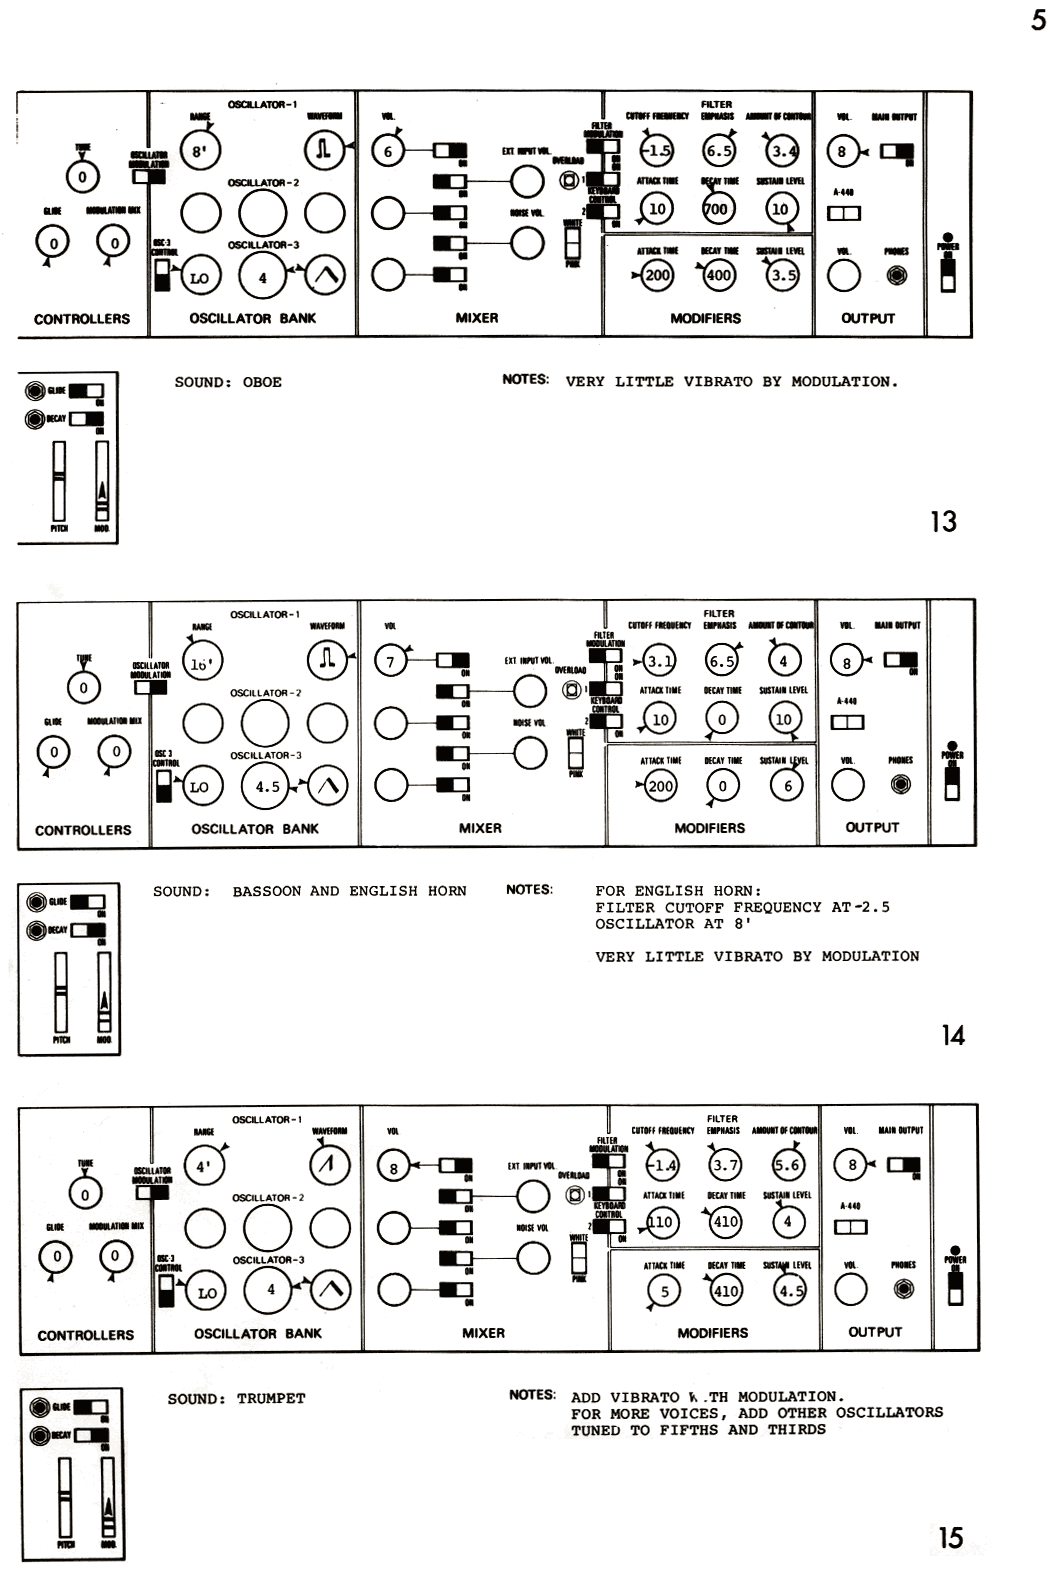 5
OSCILLATOR-1
FILTER
RANGE WAVEFORM VOL. CUTOFF FREQUENCY EMPHASIS AMOUNT OF CONTOUR VOL. MAIN OUTPUT
FILTER
MODULATION
TUNE OSCILLATOR
MODULATION
8' 6 ON EXT. INPUT VOL. OVERLOAD ON -1.5 6.5 3.4 8 ON
0
OSCILLATOR-2
ON 1 ON ATTACK TIME DECAY TIME SUSTAIN LEVEL A-440
KEYBOARD
CONTROL
GLIDE MODULATION MIX ON NOISE VOL. WHITE 2 ON 10 700 10
0 0 OSC-3
CONTROL
OSCILLATOR-3
ON PINK ATTACK TIME DECAY TIME SUSTAIN LEVEL VOL. PHONES POWER
ON
LO 4 ON 200 400 3.5
CONTROLLERS OSCILLATOR BANK MIXER MODIFIERS OUTPUT
GLIDE ON
DECAY ON
PITCH MOD.
SOUND: OBOE NOTES: VERY LITTLE VIBRATO BY MODULATION.
13
OSCILLATOR-1
FILTER
RANGE WAVEFORM VOL CUTOFF FREQUENCY EMPHASIS AMOUNT OF CONTOUR VOL. MAIN OUTPUT
FILTER
MODULATION
TUNE OSCILLATOR
MODULATION
16' 7 ON EXT INPUT VOL. OVERLOAD ON 3.1 6.5 4 8 ON
0
OSCILLATOR-2
ON 1 ON ATTACK TIME DECAY TIME SUSTAIN LEVEL A-440
KEYBOARD
CONTROL
GLIDE MODULATION MIX ON NOISE VOL WHITE 2 ON 10 0 10
0 0 OSC 3
CONTROL
OSCILLATOR-3
ON PINK ATTACK TIME DECAY TIME SUSTAIN LEVEL VOL. PHONES POWER
ON
LO 4.5 ON 200 0 6
CONTROLLERS OSCILLATOR BANK MIXER MODIFIERS OUTPUT
GLIDE ON
DECAY ON
PITCH MOD.
SOUND: BASSOON AND ENGLISH HORN NOTES: FOR ENGLISH HORN:
FILTER CUTOFF FREQUENCY AT -2.5
OSCILLATOR AT 8'
VERY LITTLE VIBRATO BY MODULATION
14
OSCILLATOR-1
FILTER
RANGE WAVEFORM VOL CUTOFF FREQUENCY EMPHASIS AMOUNT OF CONTOUR VOL. MAIN OUTPUT
FILTER
MODULATION
TUNE OSCILLATOR
MODULATION
4' 8 ON EXT INPUT VOL. OVERLOAD ON -1.4 3.7 5.6 8 ON
0
OSCILLATOR-2
ON 1 ON ATTACK TIME DECAY TIME SUSTAIN LEVEL A-440
KEYBOARD
CONTROL
GLIDE MODULATION MIX ON NOISE VOL WHITE 2 ON 110 410 4
0 0 OSC-3
CONTROL
OSCILLATOR-3
ON PINK ATTACK TIME DECAY TIME SUSTAIN LEVEL VOL. PHONES POWER
ON
LO 4 ON 5 410 4.5
CONTROLLERS OSCILLATOR BANK MIXER MODIFIERS OUTPUT
GLIDE ON
DECAY ON
PITCH MOD.
SOUND: TRUMPET NOTES: ADD VIBRATO W.TH MODULATION.
FOR MORE VOICES, ADD OTHER OSCILLATORS
TUNED TO FIFTHS AND THIRDS
15